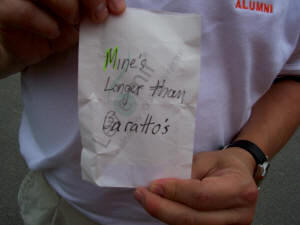 ALUMNI
Mine's
Longer than
Baratto's